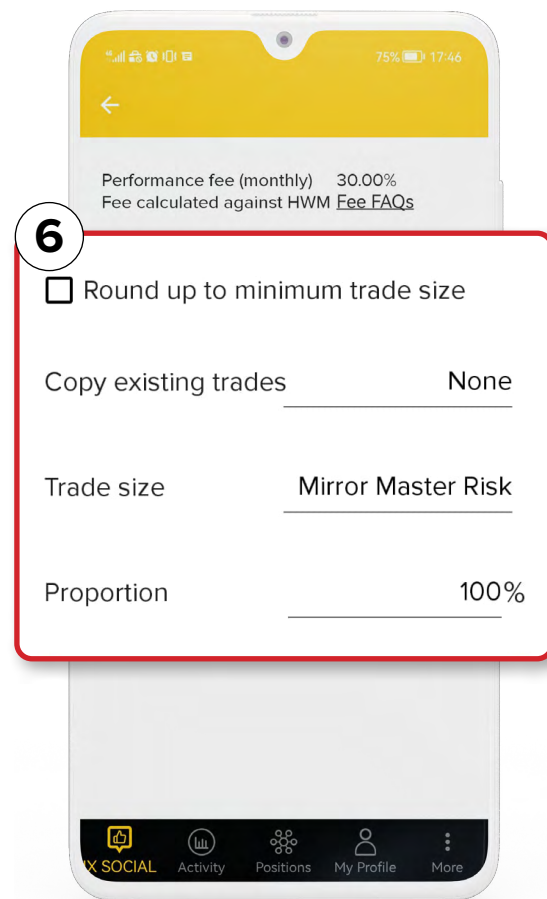 75% 17:46
Performance fee (monthly) 30.00%
Fee calculated against HWM Fee FAQs
6
Round up to minimum trade size
Copy existing trades None
Trade size Mirror Master Risk
Proportion 100%
IX SOCIAL Activity Positions My Profile More